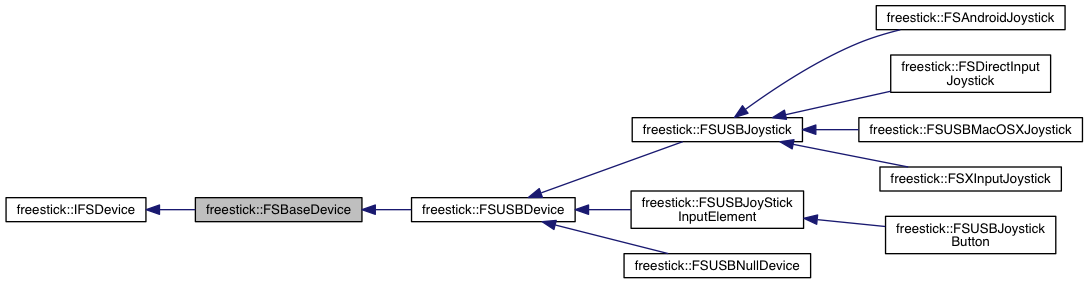 freestick::FSAndroidJoystick
freestick::FSDirectInput
Joystick
freestick::FSUSBJoystick
freestick::FSUSBMacOSXJoystick
freestick::FSXInputJoystick
freestick::IFSDevice
freestick::FSBaseDevice
freestick::FSUSBDevice
freestick::FSUSBJoyStick
InputElement
freestick::FSUSBJoystick
Button
freestick::FSUSBNullDevice